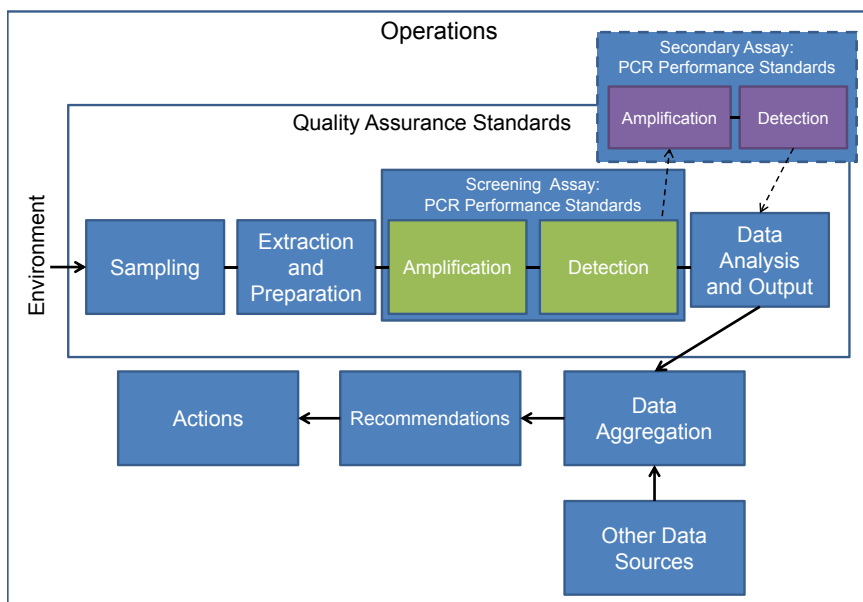 Operations
Secondary Assay:
PCR Performance Standards
Amplification
Detection
Quality Assurance Standards
Screening Assay:
PCR Performance Standards
Environment
Sampling
Extraction
and
Preparation
Amplification
Detection
Data
Analysis
and Output
Actions
Recommendations
Data
Aggregation
Other Data
Sources